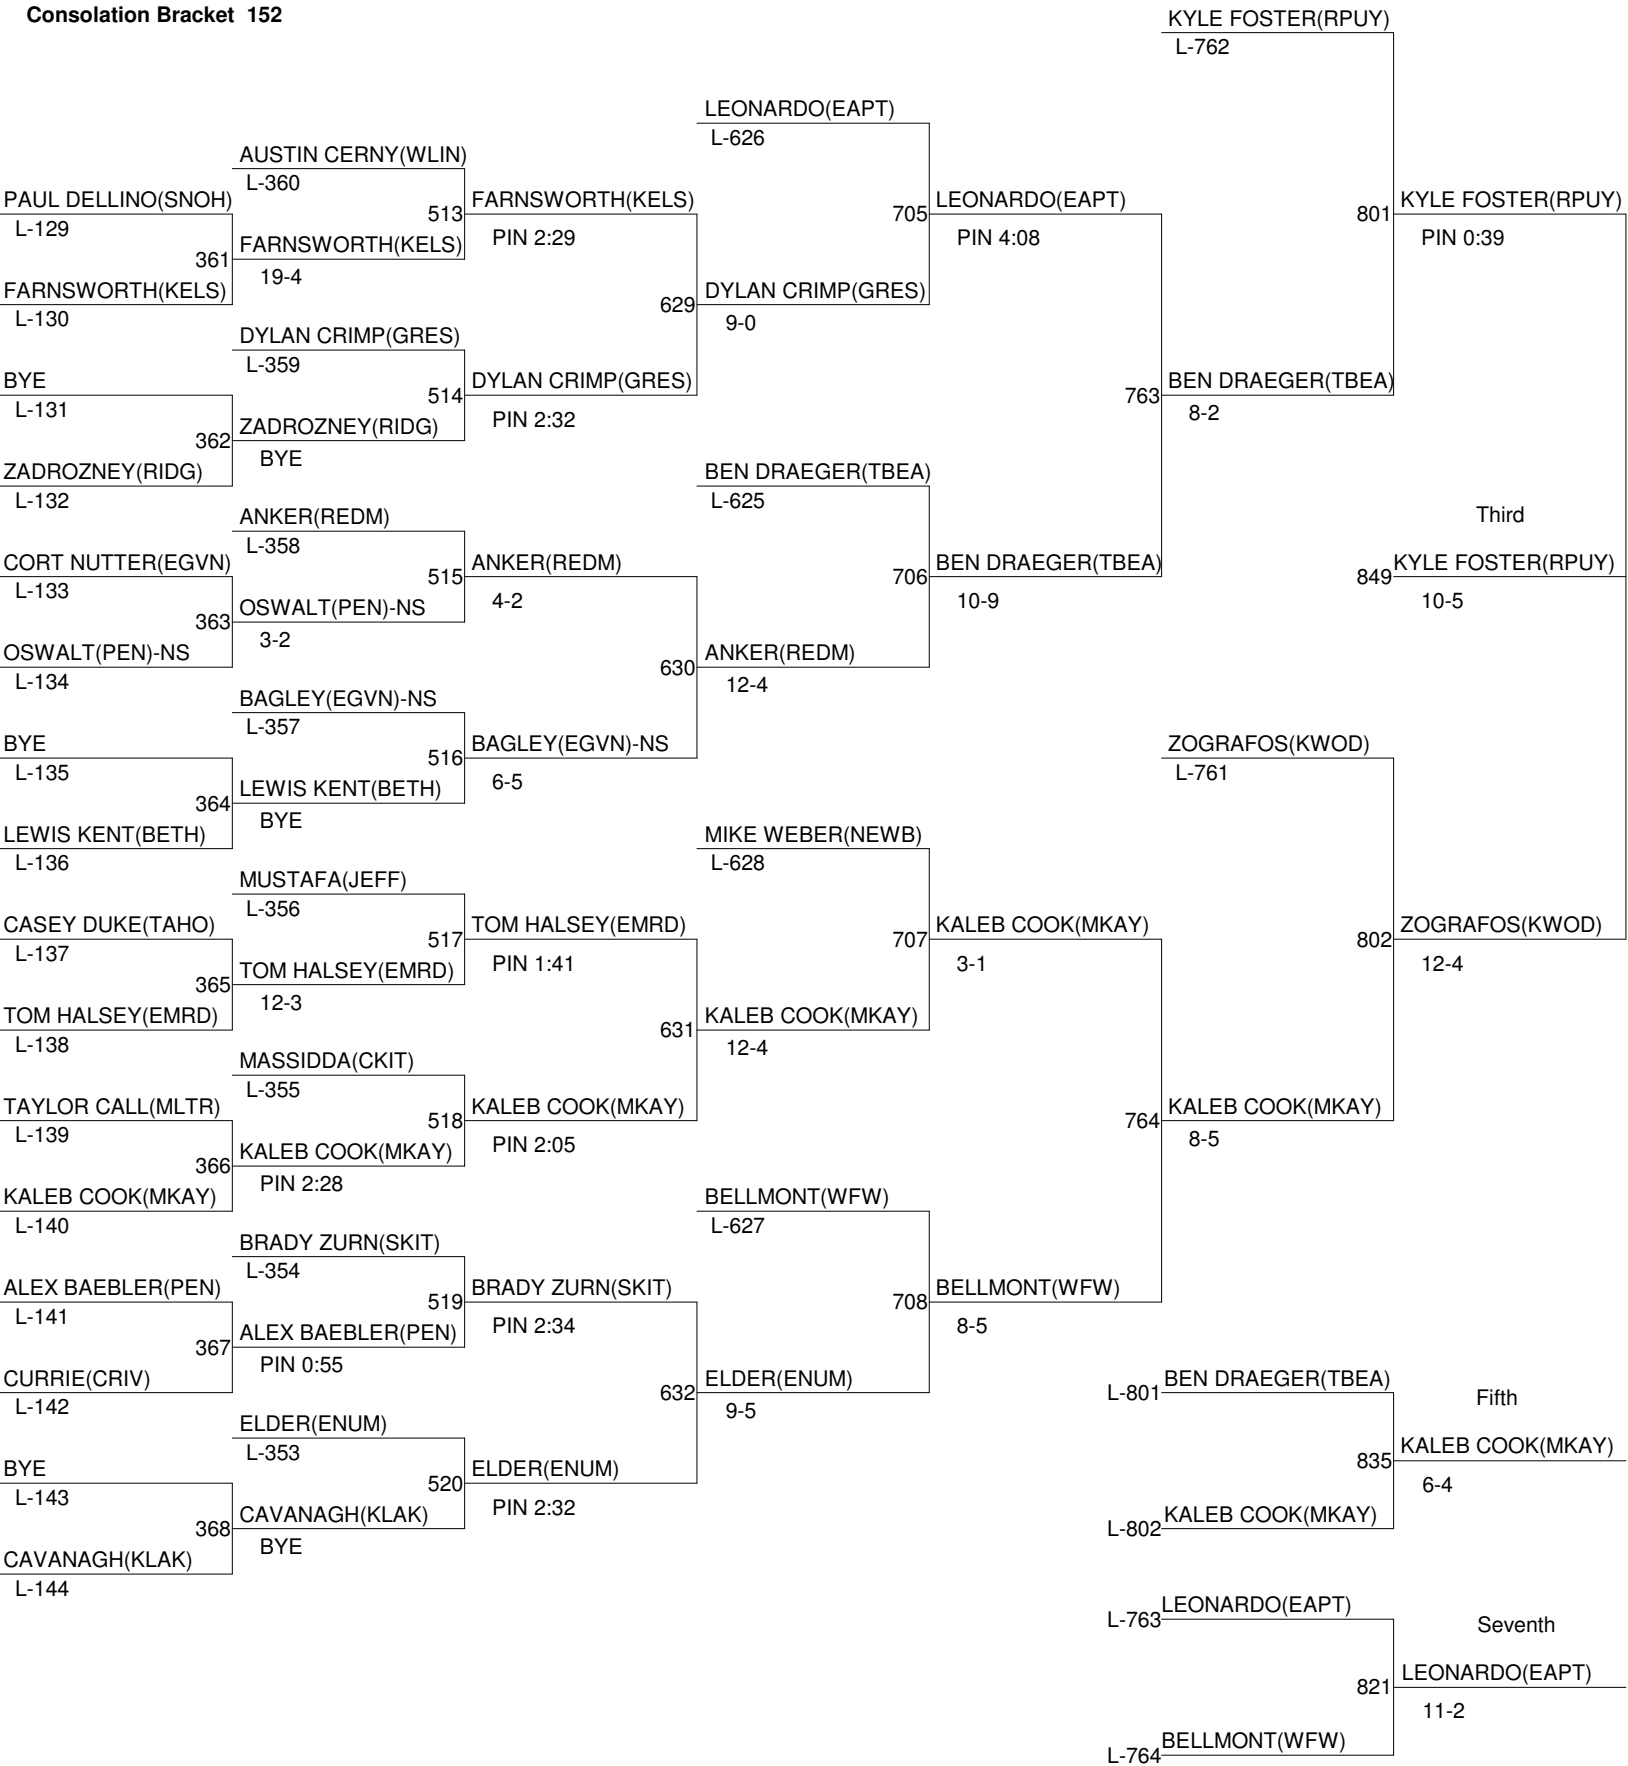 Consolation Bracket 152
KYLE FOSTER(RPUY)
L-762
LEONARDO(EAPT)
L-626
AUSTIN CERNY(WLIN)
L-360
PAUL DELLINO(SNOH)
L-129
513
FARNSWORTH(KELS)
PIN 2:29
705
LEONARDO(EAPT)
PIN 4:08
801
KYLE FOSTER(RPUY)
PIN 0:39
361
FARNSWORTH(KELS)
19-4
FARNSWORTH(KELS)
L-130
629
DYLAN CRIMP(GRES)
9-0
DYLAN CRIMP(GRES)
L-359
BYE
L-131
514
DYLAN CRIMP(GRES)
PIN 2:32
763
BEN DRAEGER(TBEA)
8-2
362
ZADROZNEY(RIDG)
BYE
ZADROZNEY(RIDG)
L-132
BEN DRAEGER(TBEA)
L-625
ANKER(REDM)
L-358
Third
CORT NUTTER(EGVN)
L-133
515
ANKER(REDM)
4-2
706
BEN DRAEGER(TBEA)
10-9
849
KYLE FOSTER(RPUY)
10-5
363
OSWALT(PEN)-NS
3-2
OSWALT(PEN)-NS
L-134
630
ANKER(REDM)
12-4
BAGLEY(EGVN)-NS
L-357
BYE
L-135
516
BAGLEY(EGVN)-NS
6-5
ZOGRAFOS(KWOD)
L-761
364
LEWIS KENT(BETH)
BYE
LEWIS KENT(BETH)
L-136
MIKE WEBER(NEWB)
L-628
MUSTAFA(JEFF)
L-356
CASEY DUKE(TAHO)
L-137
517
TOM HALSEY(EMRD)
PIN 1:41
707
KALEB COOK(MKAY)
3-1
802
ZOGRAFOS(KWOD)
12-4
365
TOM HALSEY(EMRD)
12-3
TOM HALSEY(EMRD)
L-138
631
KALEB COOK(MKAY)
12-4
MASSIDDA(CKIT)
L-355
TAYLOR CALL(MLTR)
L-139
518
KALEB COOK(MKAY)
PIN 2:05
764
KALEB COOK(MKAY)
8-5
366
KALEB COOK(MKAY)
PIN 2:28
KALEB COOK(MKAY)
L-140
BELLMONT(WFW)
L-627
BRADY ZURN(SKIT)
L-354
ALEX BAEBLER(PEN)
L-141
519
BRADY ZURN(SKIT)
PIN 2:34
708
BELLMONT(WFW)
8-5
367
ALEX BAEBLER(PEN)
PIN 0:55
CURRIE(CRIV)
L-142
632
ELDER(ENUM)
9-5
L-801
BEN DRAEGER(TBEA)
Fifth
ELDER(ENUM)
L-353
835
KALEB COOK(MKAY)
6-4
BYE
L-143
520
ELDER(ENUM)
PIN 2:32
368
CAVANAGH(KLAK)
BYE
L-802
KALEB COOK(MKAY)
CAVANAGH(KLAK)
L-144
L-763
LEONARDO(EAPT)
Seventh
821
LEONARDO(EAPT)
11-2
L-764
BELLMONT(WFW)